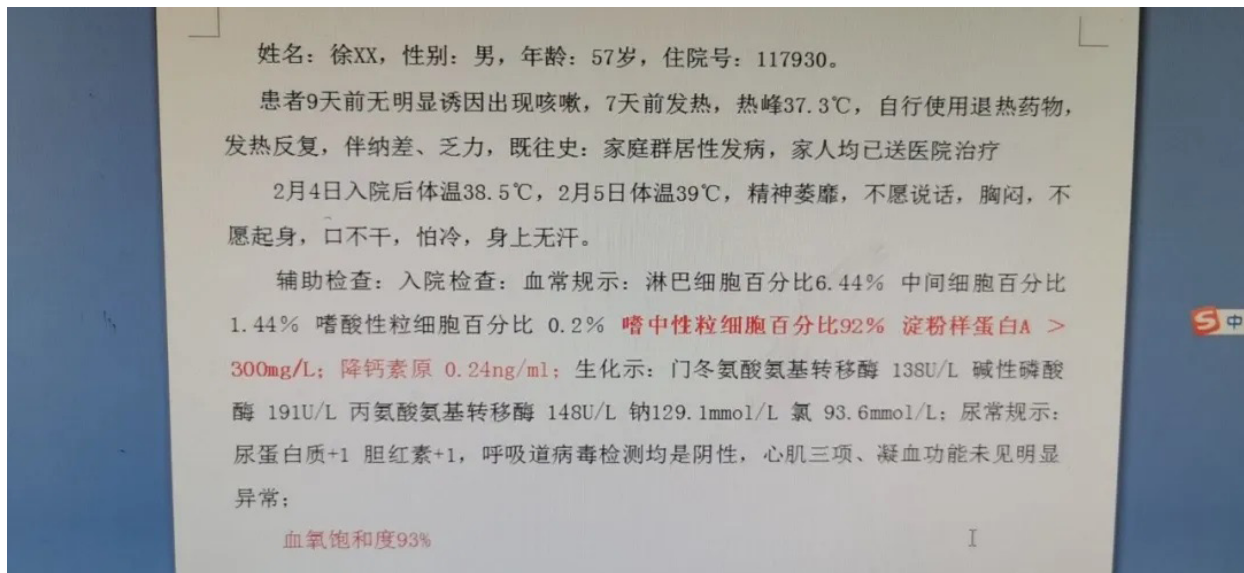 姓名：徐XX，性别：男，年龄：57岁，住院号：117930。
患者9天前无明显诱因出现咳嗽，7天前发热，热峰37.3℃，自行使用退热药物，
发热反复，伴纳差、乏力，既往史：家庭群居性发病，家人均已送医院治疗
2月4日入院后体温38.5℃，2月5日体温39℃，精神萎靡，不愿说话，胸闷，不
愿起身，口不干，怕冷，身上无汗。
辅助检查：入院检查：血常规示：淋巴细胞百分比6.44% 中间细胞百分比
1.44% 嗜酸性粒细胞百分比 0.2% 嗜中性粒细胞百分比92% 淀粉样蛋白A >
300mg/L；降钙素原 0.24ng/ml；生化示：门冬氨酸氨基转移酶 138U/L 碱性磷酸
酶 191U/L 丙氨酸氨基转移酶 148U/L 钠129.1mmol/L 氯 93.6mmol/L；尿常规示：
尿蛋白质+1 胆红素+1，呼吸道病毒检测均是阴性，心肌三项、凝血功能未见明显
异常；
血氧饱和度93%
S中